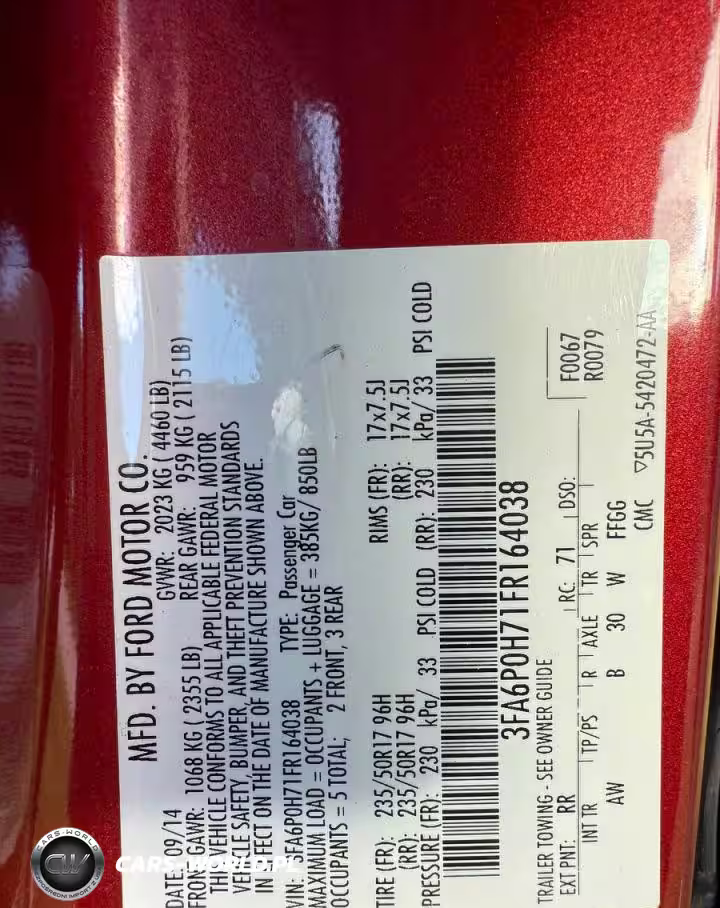 MFD. BY FORD MOTOR CO.
DATE: 09/14 GVWR: 2023 KG ( 4460 LB)
FRONT GAWR: 1068 KG ( 2355 LB) REAR GAWR: 959 KG ( 2115 LB)
THIS VEHICLE CONFORMS TO ALL APPLICABLE FEDERAL MOTOR
VEHICLE SAFETY, BUMPER, AND THEFT PREVENTION STANDARDS
IN EFFECT ON THE DATE OF MANUFACTURE SHOWN ABOVE.
VIN: 3FA6P0H71FR164038 TYPE: Passenger Car
MAXIMUM LOAD = OCCUPANTS + LUGGAGE = 385KG/ 850LB
OCCUPANTS = 5 TOTAL; 2 FRONT, 3 REAR
TIRE (FR): 235/50R17 96H RIMS (FR): 17x7.5J
(RR): 235/50R17 96H (RR): 17x7.5J
PRESSURE (FR): 230 kPa/ 33 PSI COLD (RR): 230 kPa/ 33 PSI COLD
3FA6P0H71FR164038
TRAILER TOWING - SEE OWNER GUIDE
EXT PNT: RR RC: 71 DSO: F0067
R0079
INT TR TP/PS R AXLE TR SPR
AW B 30 W FFGG
CMC ▽5U5A-5420472-AA
CARS-WORLD
CW
CARS-WORLD.PL